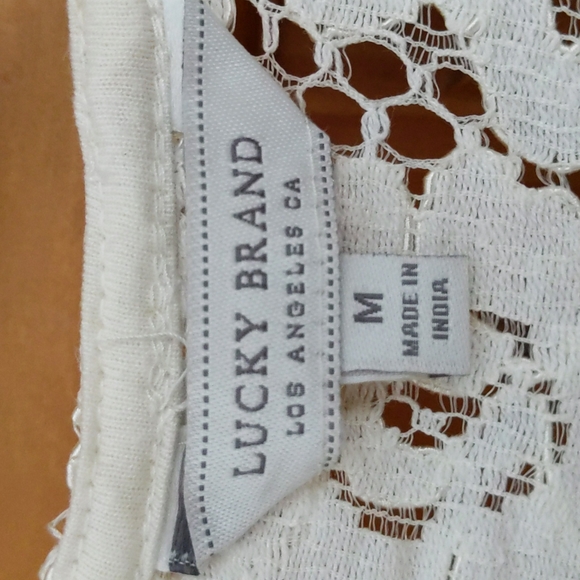 LUCKY BRAND
LOS ANGELES CA
M
MADE IN
INDIA